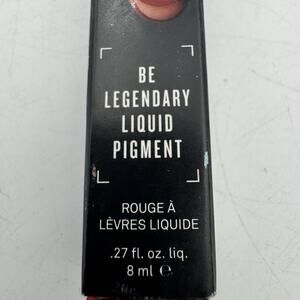 BE
LEGENDARY
LIQUID
PIGMENT
ROUGE À
LÈVRES LIQUIDE
.27 fl. oz. liq.
8 ml ℮